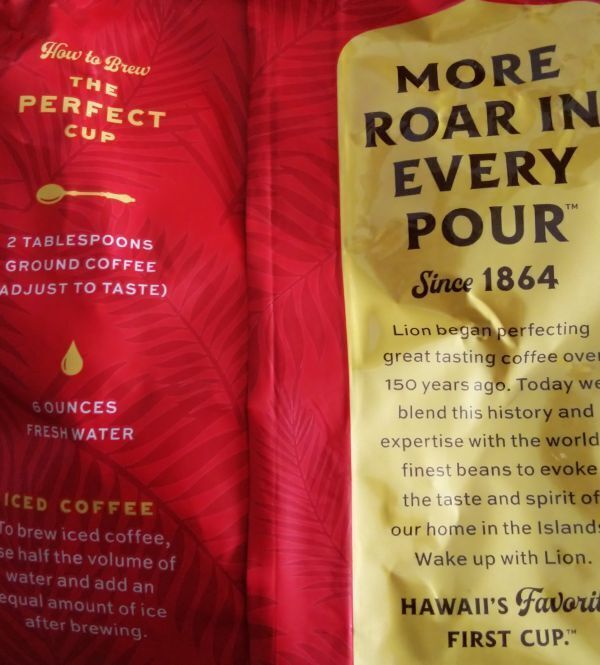 How to Brew
THE
PERFECT
CUP
2 TABLESPOONS
GROUND COFFEE
ADJUST TO TASTE)
6 OUNCES
FRESH WATER
ICED COFFEE
To brew iced coffee,
se half the volume of
water and add an
equal amount of ice
after brewing.
MORE
ROAR IN
EVERY
POUR™
Since 1864
Lion began perfecting
great tasting coffee over
150 years ago. Today we
blend this history and
expertise with the world
finest beans to evoke
the taste and spirit of
our home in the Islands
Wake up with Lion.
HAWAII'S Favorit
FIRST CUP.™